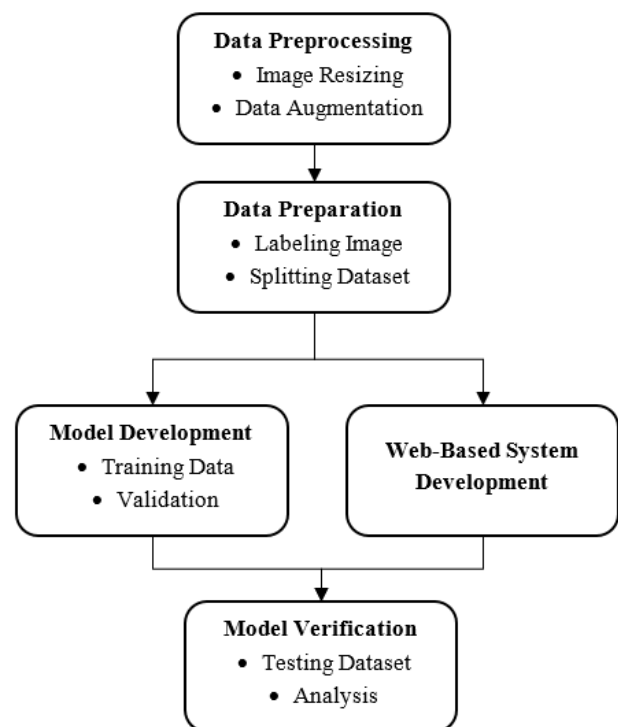 Data Preprocessing
• Image Resizing
• Data Augmentation
Data Preparation
• Labeling Image
• Splitting Dataset
Model Development
• Training Data
• Validation
Web-Based System
Development
Model Verification
• Testing Dataset
• Analysis